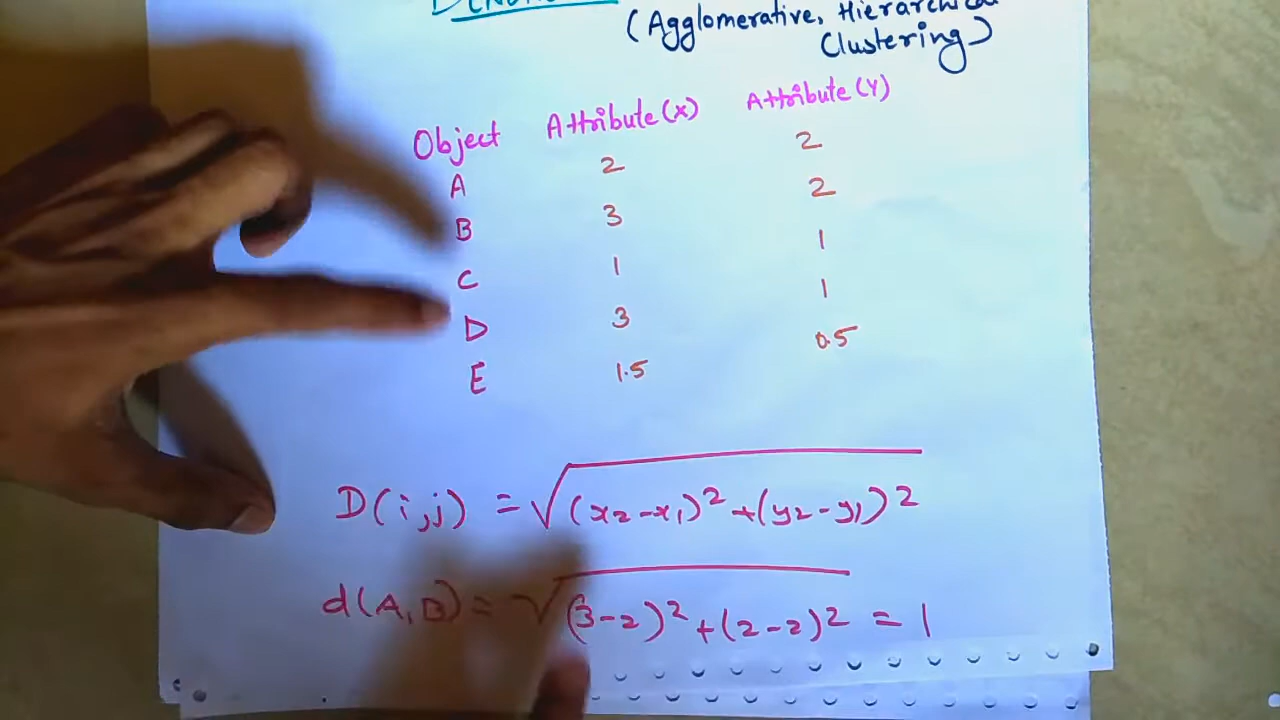 (Agglomerative, Hierarchical
Clustering)
Object Attribute(X) Attribute(Y)
A 2 2
B 3 2
C 1 1
D 3 1
E 1.5 0.5
D(i,j) = √(x₂-x₁)²+(y₂-y₁)²
d(A,B)= √(3-2)²+(2-2)² = 1